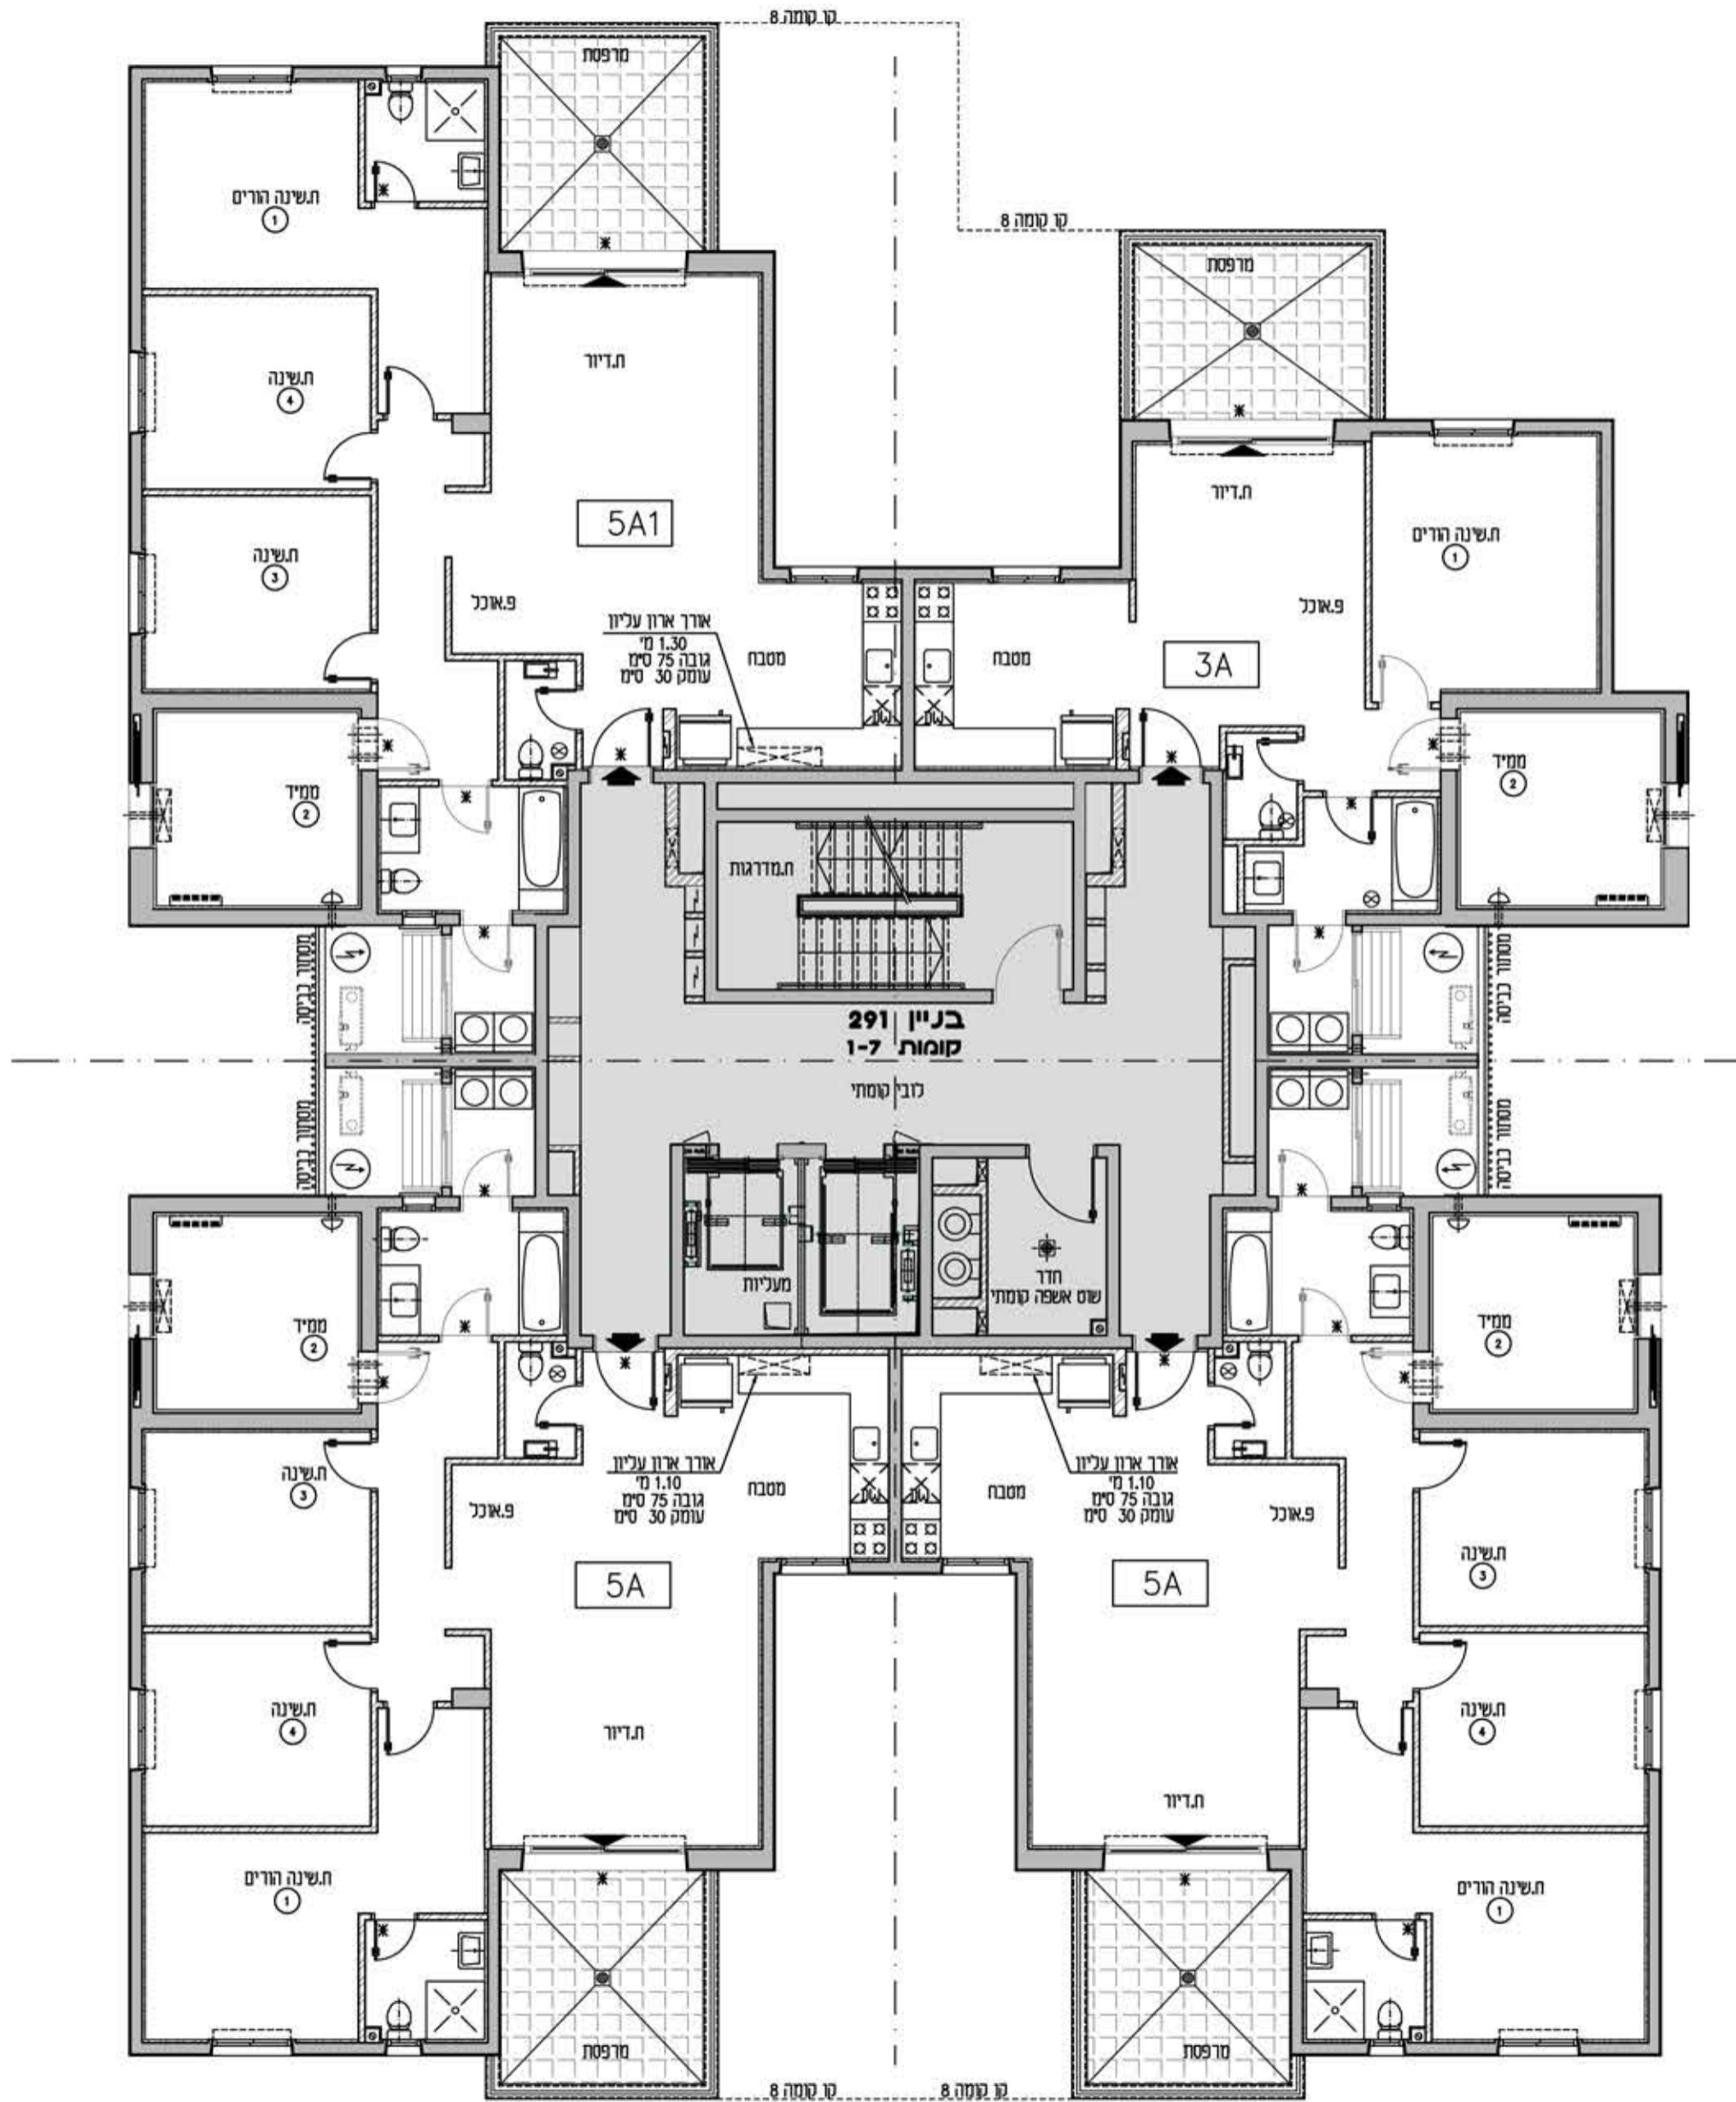 קו קומה 8
מרפסת
ח.שינה הורים
1
קו קומה 8
מרפסת
ח.דיור
ח.שינה
4
ח.דיור
5A1
ח.שינה הורים
1
ח.שינה
3
פ.אוכל
פ.אוכל
אורך ארון עליון
1.30 מ'
גובה 75 ס"מ
עומק 30 ס"מ
מטבח
מטבח
3A
ממ"ד
2
ממ"ד
2
DW
DW
ח.מדרגות
מסתור כביסה
מסתור כביסה
בניין 291
קומות 1-7
לובי קומתי
מסתור כביסה
מסתור כביסה
מעליות
חדר
שוט אשפה קומתי
ממ"ד
2
ממ"ד
2
ח.שינה
3
פ.אוכל
אורך ארון עליון
1.10 מ'
גובה 75 ס"מ
עומק 30 ס"מ
מטבח
DW
DW
מטבח
אורך ארון עליון
1.10 מ'
גובה 75 ס"מ
עומק 30 ס"מ
פ.אוכל
ח.שינה
3
5A
5A
ח.שינה
4
ח.דיור
ח.שינה
4
ח.דיור
ח.שינה הורים
1
ח.שינה הורים
1
מרפסת
מרפסת
קו קומה 8
קו קומה 8